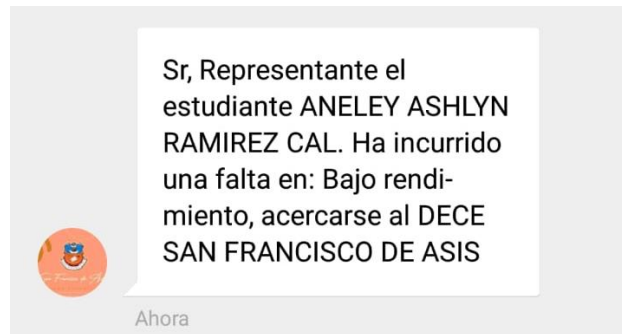 Sr, Representante el
estudiante ANELEY ASHLYN
RAMIREZ CAL. Ha incurrido
una falta en: Bajo rendi-
miento, acercarse al DECE
SAN FRANCISCO DE ASIS
Ahora